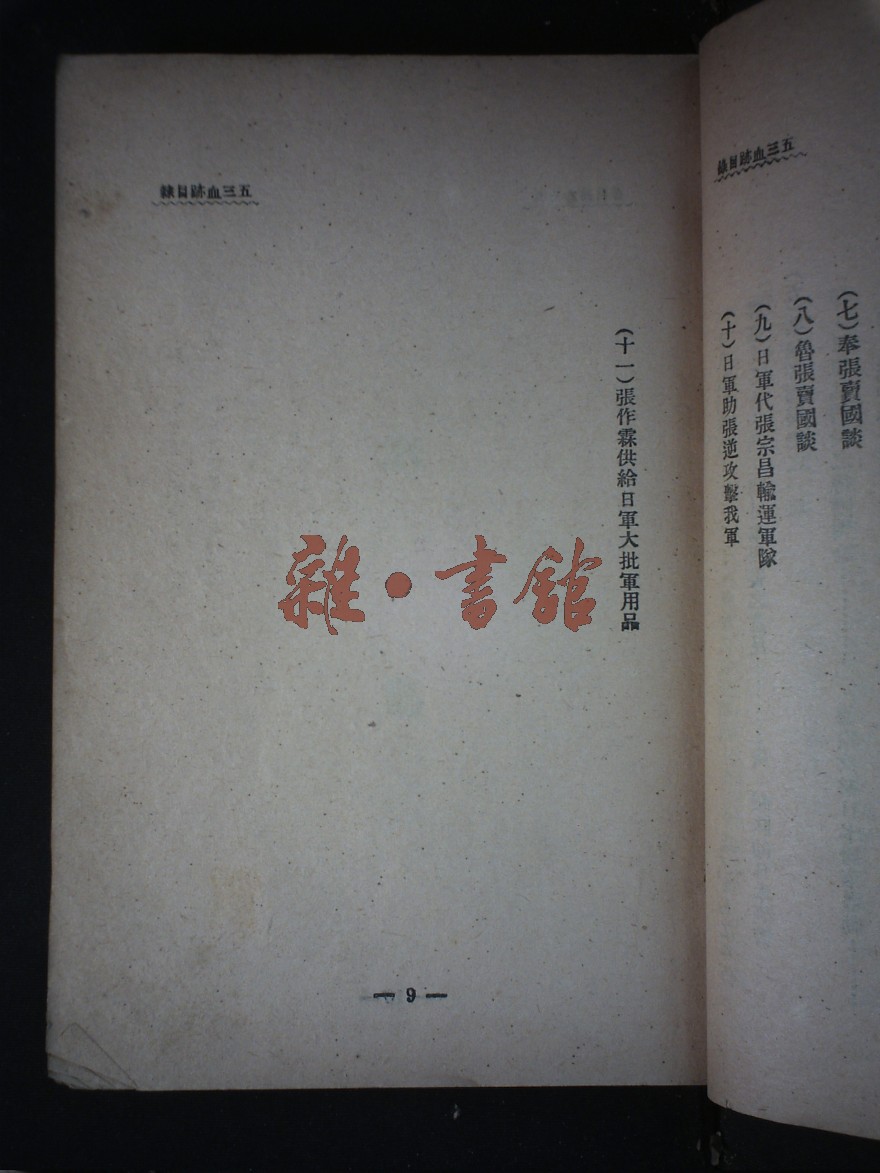 五三血跡目錄
(七)奉張賣國談
(八)魯張賣國談
(九)日軍代張宗昌輸運軍隊
(十)日軍助張逆攻擊我軍
五三血跡目錄
(十一)張作霖供給日軍大批軍用品
雜·書館
— 9 —